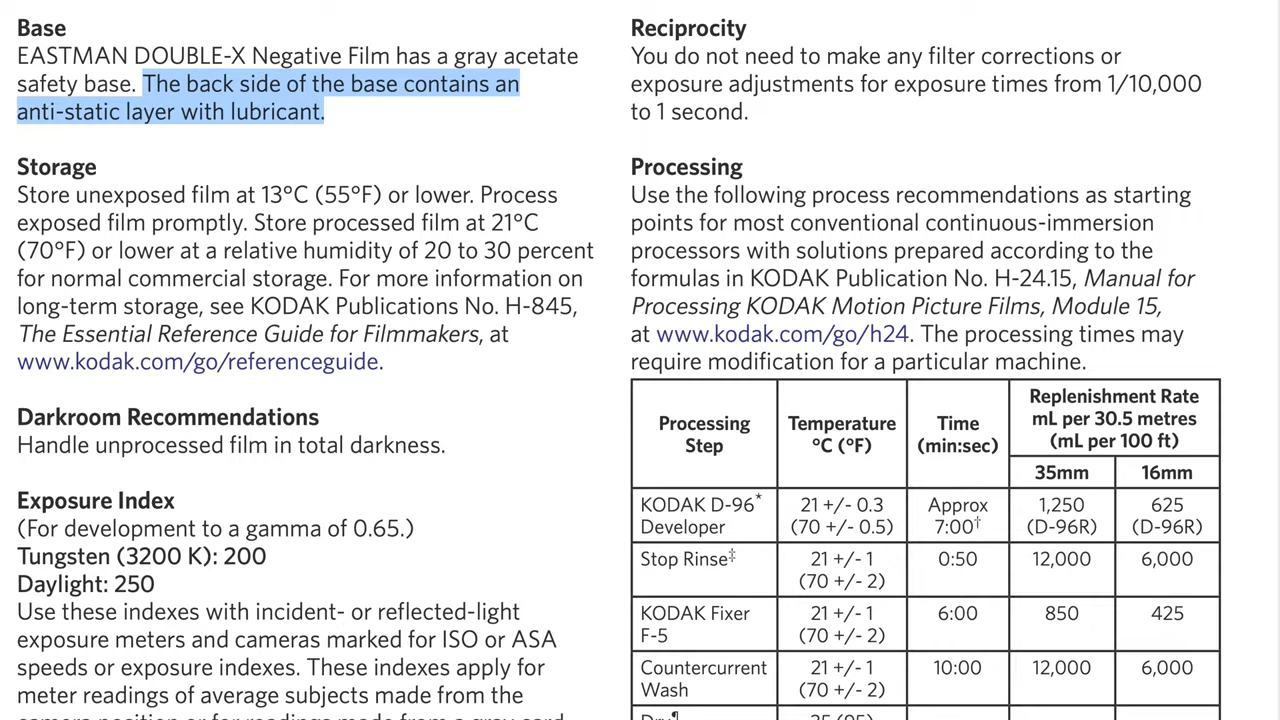 Base
EASTMAN DOUBLE-X Negative Film has a gray acetate
safety base. The back side of the base contains an
anti-static layer with lubricant.
Storage
Store unexposed film at 13°C (55°F) or lower. Process
exposed film promptly. Store processed film at 21°C
(70°F) or lower at a relative humidity of 20 to 30 percent
for normal commercial storage. For more information on
long-term storage, see KODAK Publications No. H-845,
The Essential Reference Guide for Filmmakers, at
www.kodak.com/go/referenceguide.
Darkroom Recommendations
Handle unprocessed film in total darkness.
Exposure Index
(For development to a gamma of 0.65.)
Tungsten (3200 K): 200
Daylight: 250
Use these indexes with incident- or reflected-light
exposure meters and cameras marked for ISO or ASA
speeds or exposure indexes. These indexes apply for
meter readings of average subjects made from the
camera position or for readings made from a gray card
Reciprocity
You do not need to make any filter corrections or
exposure adjustments for exposure times from 1/10,000
to 1 second.
Processing
Use the following process recommendations as starting
points for most conventional continuous-immersion
processors with solutions prepared according to the
formulas in KODAK Publication No. H-24.15, Manual for
Processing KODAK Motion Picture Films, Module 15,
at www.kodak.com/go/h24. The processing times may
require modification for a particular machine.
Processing Step Temperature °C (°F) Time (min:sec) Replenishment Rate mL per 30.5 metres (mL per 100 ft)
35mm 16mm
KODAK D-96* Developer 21 +/- 0.3 (70 +/- 0.5) Approx 7:00† 1,250 (D-96R) 625 (D-96R)
Stop Rinse‡ 21 +/- 1 (70 +/- 2) 0:50 12,000 6,000
KODAK Fixer F-5 21 +/- 1 (70 +/- 2) 6:00 850 425
Countercurrent Wash 21 +/- 1 (70 +/- 2) 10:00 12,000 6,000
Dry¶ 35 (95)